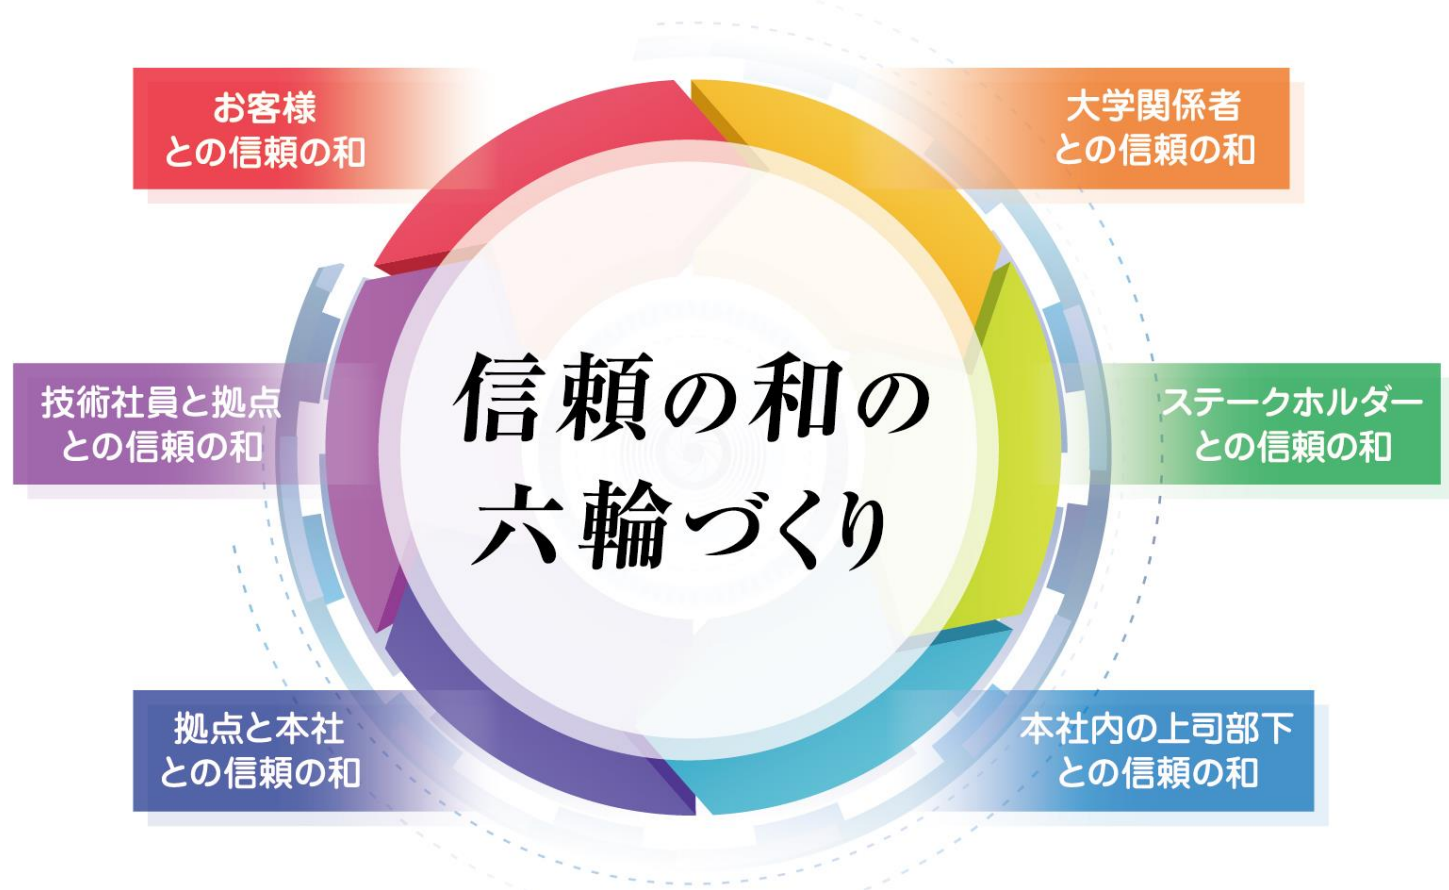 お客様
との信頼の和
大学関係者
との信頼の和
技術社員と拠点
との信頼の和
信頼の和の
六輪づくり
ステークホルダー
との信頼の和
拠点と本社
との信頼の和
本社内の上司部下
との信頼の和